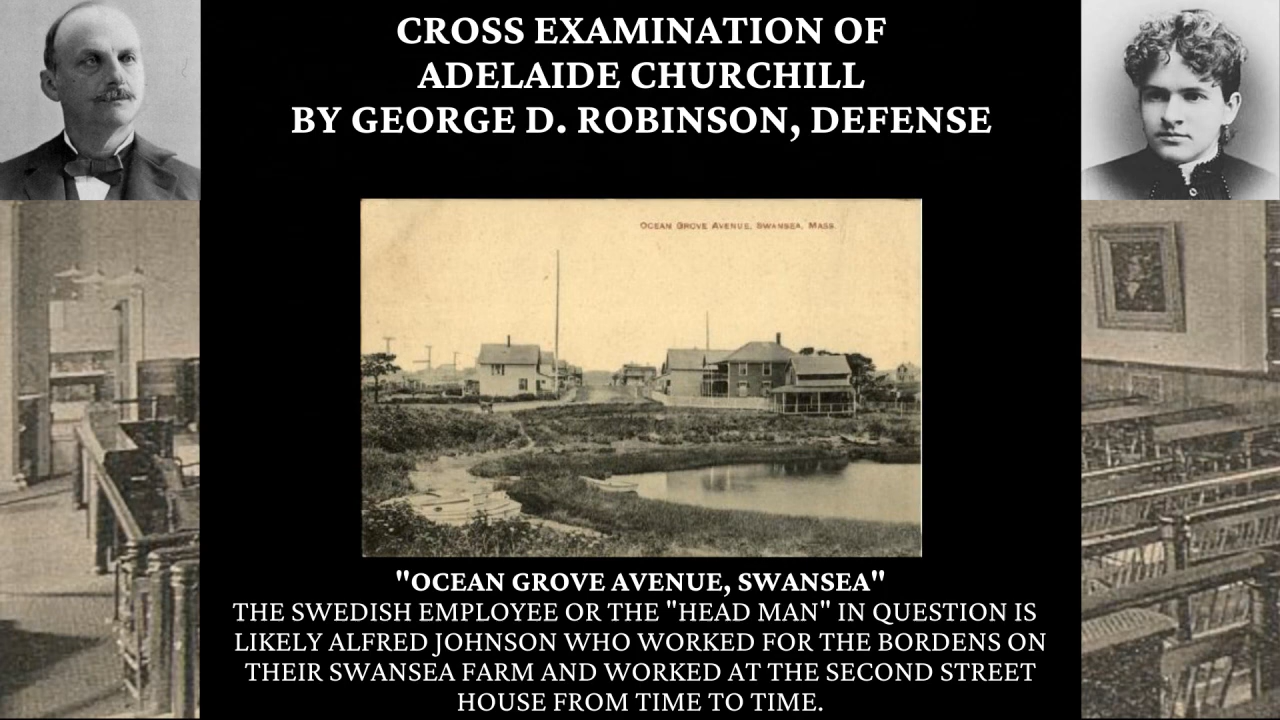 CROSS EXAMINATION OF
ADELAIDE CHURCHILL
BY GEORGE D. ROBINSON, DEFENSE
OCEAN GROVE AVENUE, SWANSEA, MASS.
"OCEAN GROVE AVENUE, SWANSEA"
THE SWEDISH EMPLOYEE OR THE "HEAD MAN" IN QUESTION IS
LIKELY ALFRED JOHNSON WHO WORKED FOR THE BORDENS ON
THEIR SWANSEA FARM AND WORKED AT THE SECOND STREET
HOUSE FROM TIME TO TIME.